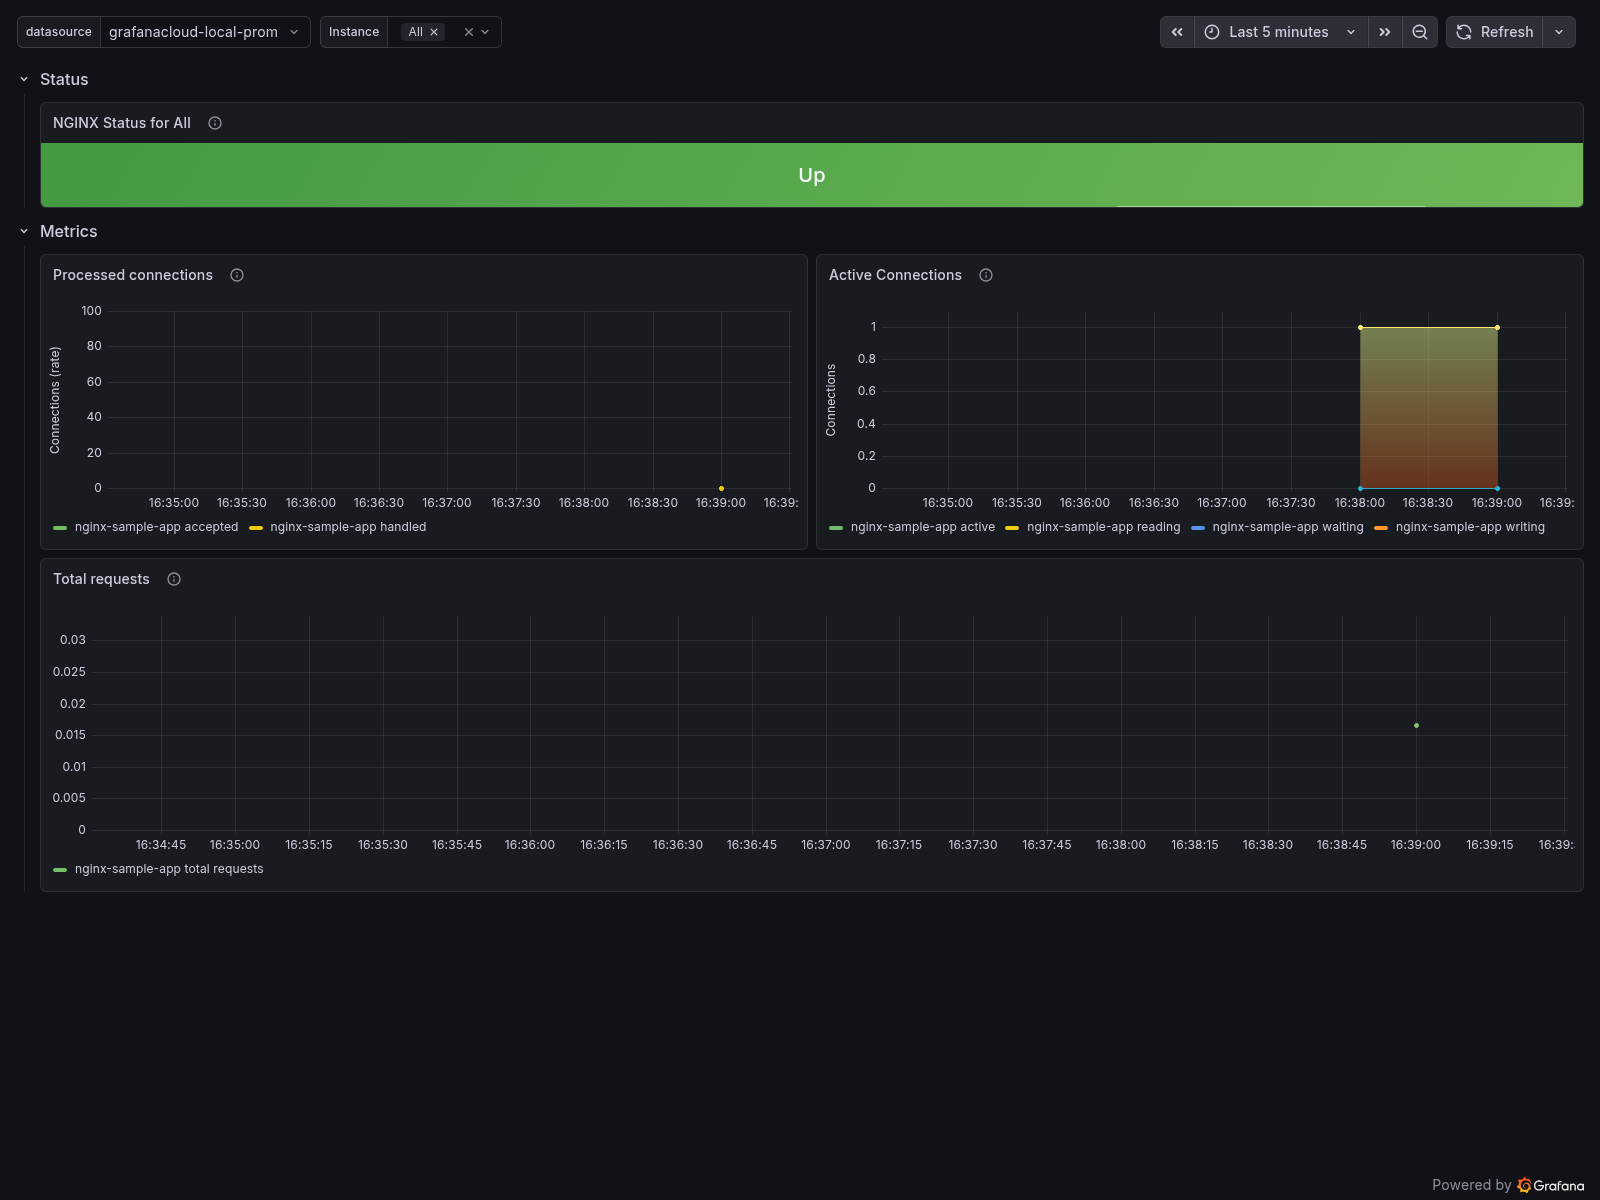 datasource grafanacloud-local-prom Instance All Last 5 minutes Refresh
Status
NGINX Status for All
Up
Metrics
Processed connections
Connections (rate)
100
80
60
40
20
0
16:35:00 16:35:30 16:36:00 16:36:30 16:37:00 16:37:30 16:38:00 16:38:30 16:39:00 16:39:
nginx-sample-app accepted nginx-sample-app handled
Active Connections
Connections
1
0.8
0.6
0.4
0.2
0
16:35:00 16:35:30 16:36:00 16:36:30 16:37:00 16:37:30 16:38:00 16:38:30 16:39:00 16:39:
nginx-sample-app active nginx-sample-app reading nginx-sample-app waiting nginx-sample-app writing
Total requests
0.03
0.025
0.02
0.015
0.01
0.005
0
16:34:45 16:35:00 16:35:15 16:35:30 16:35:45 16:36:00 16:36:15 16:36:30 16:36:45 16:37:00 16:37:15 16:37:30 16:37:45 16:38:00 16:38:15 16:38:30 16:38:45 16:39:00 16:39:15 16:39:
nginx-sample-app total requests
Powered by Grafana